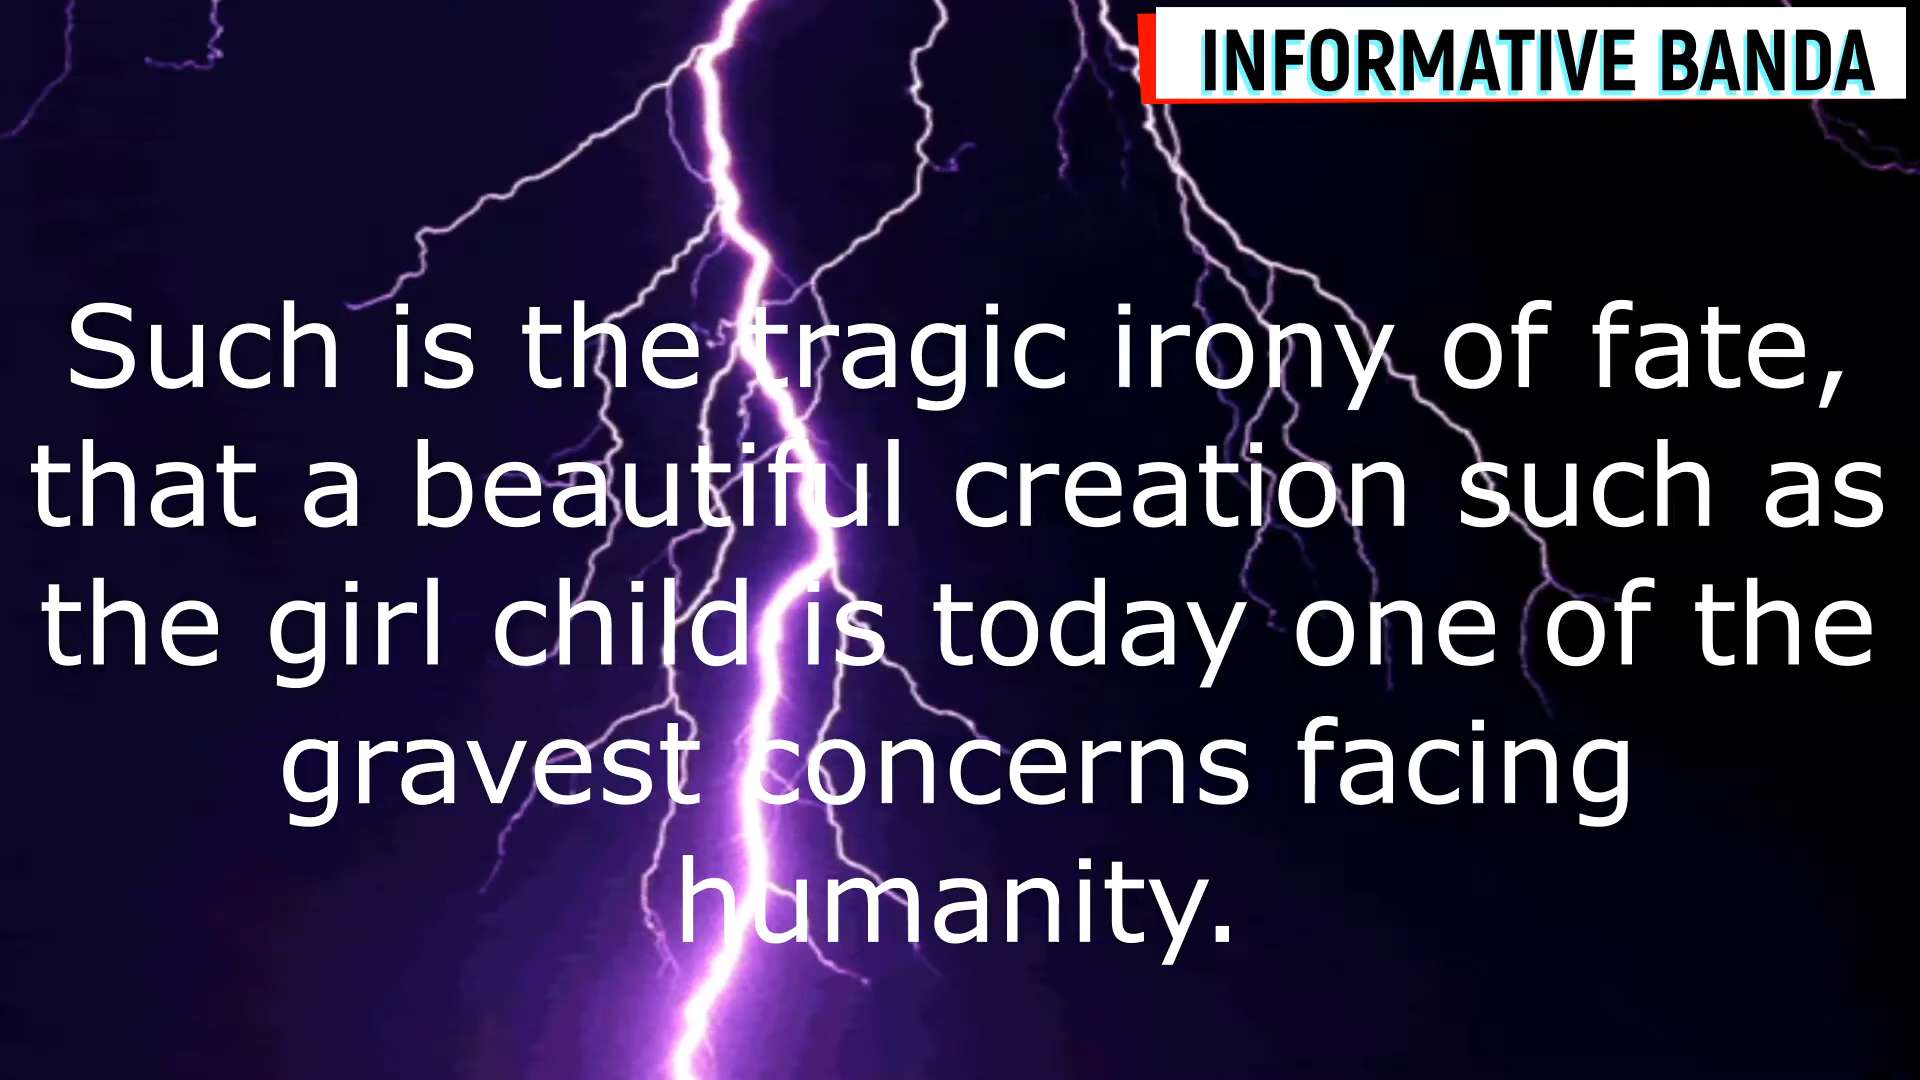 INFORMATIVE BANDA
Such is the tragic irony of fate,
that a beautiful creation such as
the girl child is today one of the
gravest concerns facing
humanity.